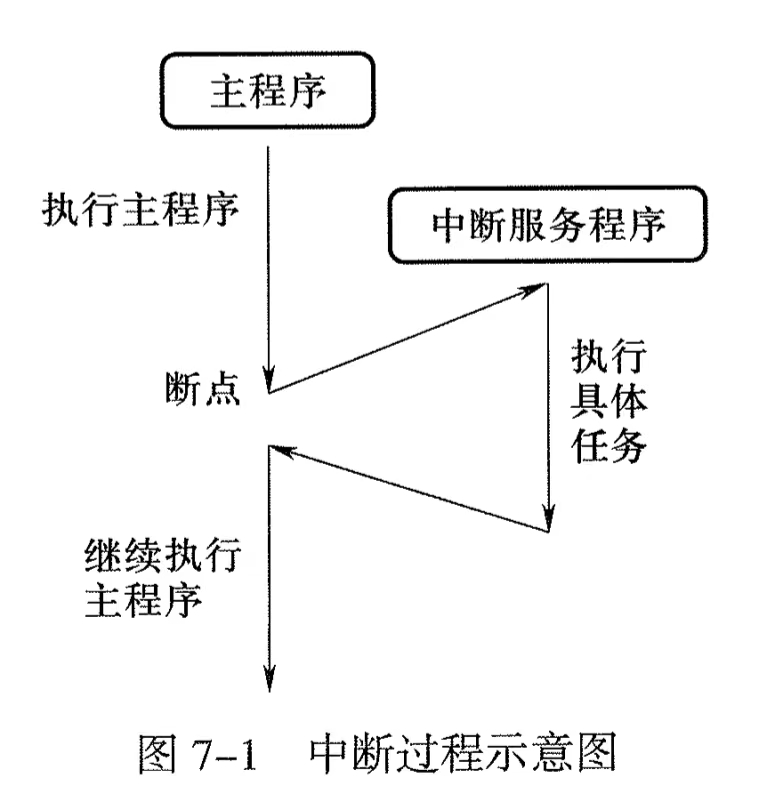 主程序
执行主程序
中断服务程序
断点
执行
具体
任务
继续执行
主程序
图 7-1 中断过程示意图